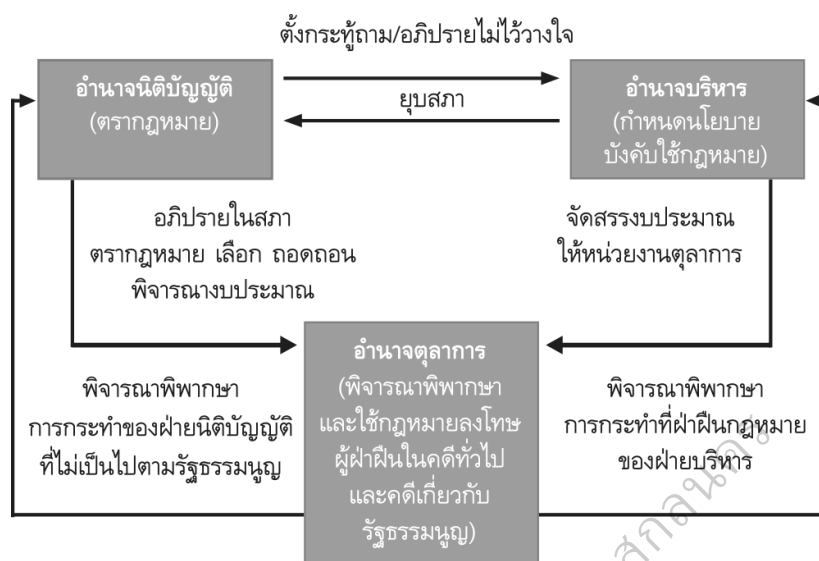 ตั้งกระทู้ถาม/อภิปรายไม่ไว้วางใจ
อำนาจนิติบัญญัติ
(ตรากฎหมาย)
ยุบสภา
อำนาจบริหาร
(กำหนดนโยบาย
บังคับใช้กฎหมาย)
อภิปรายในสภา
ตรากฎหมาย เลือก ถอดถอน
พิจารณางบประมาณ
จัดสรรงบประมาณ
ให้หน่วยงานตุลาการ
อำนาจตุลาการ
(พิจารณาพิพากษา
และใช้กฎหมายลงโทษ
ผู้ฝ่าฝืนในคดีทั่วไป
และคดีเกี่ยวกับ
รัฐธรรมนูญ)
พิจารณาพิพากษา
การกระทำของฝ่ายนิติบัญญัติ
ที่ไม่เป็นไปตามรัฐธรรมนูญ
พิจารณาพิพากษา
การกระทำที่ฝ่าฝืนกฎหมาย
ของฝ่ายบริหาร
สกลนคร